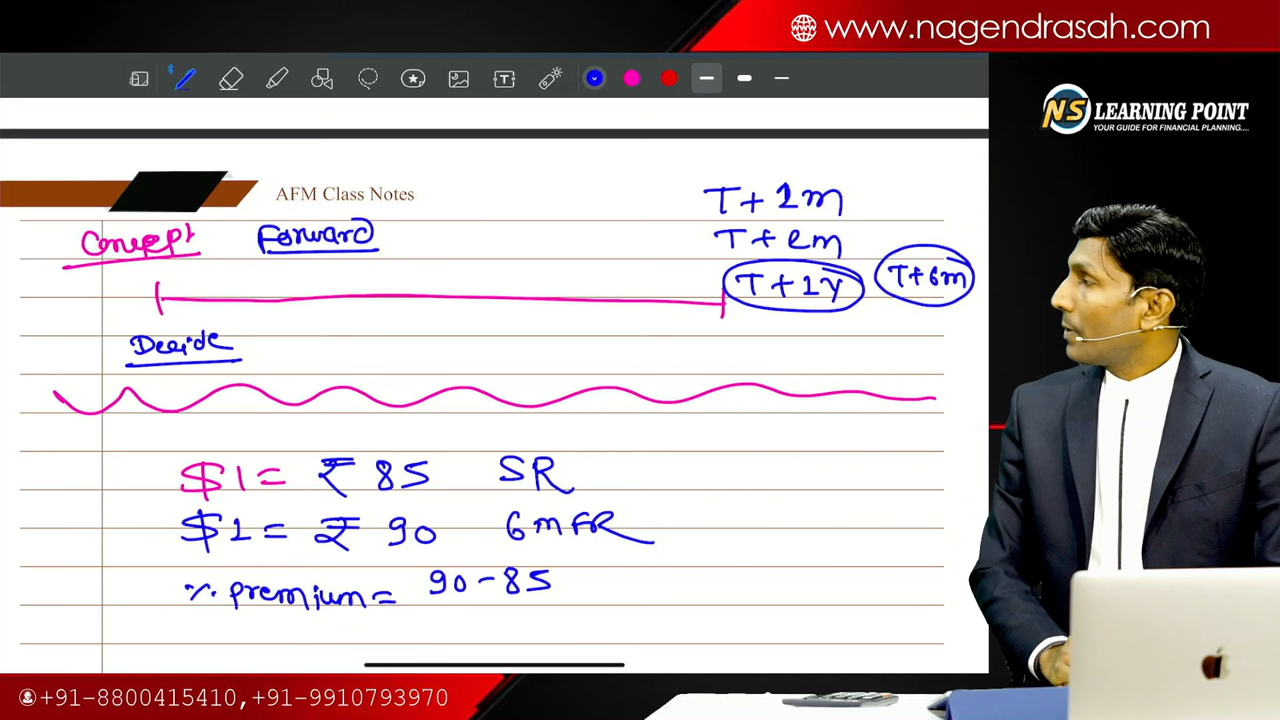 www.nagendrasah.com
NS LEARNING POINT
YOUR GUIDE FOR FINANCIAL PLANNING....
AFM Class Notes
Concept Forward
T+1m
T+2m
T+1Y T+6m
Decide
$1 = ₹ 85 SR
$1 = ₹ 90 6m FR
% premium = 90-85
+91-8800415410,+91-9910793970